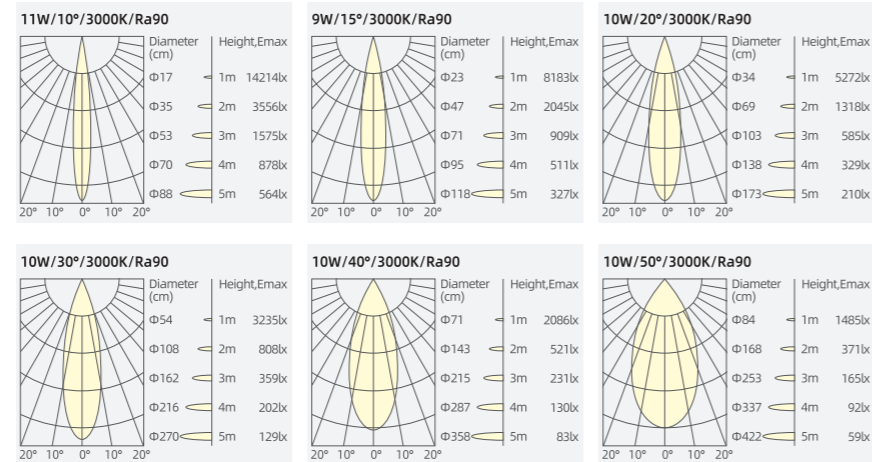 11W/10°/3000K/Ra90
Diameter (cm) Height,Emax
Φ17 1m 14214lx
Φ35 2m 3556lx
Φ53 3m 1575lx
Φ70 4m 878lx
Φ88 5m 564lx
20° 10° 0° 10° 20°
9W/15°/3000K/Ra90
Diameter (cm) Height,Emax
Φ23 1m 8183lx
Φ47 2m 2045lx
Φ71 3m 909lx
Φ95 4m 511lx
Φ118 5m 327lx
20° 10° 0° 10° 20°
10W/20°/3000K/Ra90
Diameter (cm) Height,Emax
Φ34 1m 5272lx
Φ69 2m 1318lx
Φ103 3m 585lx
Φ138 4m 329lx
Φ173 5m 210lx
20° 10° 0° 10° 20°
10W/30°/3000K/Ra90
Diameter (cm) Height,Emax
Φ54 1m 3235lx
Φ108 2m 808lx
Φ162 3m 359lx
Φ216 4m 202lx
Φ270 5m 129lx
20° 10° 0° 10° 20°
10W/40°/3000K/Ra90
Diameter (cm) Height,Emax
Φ71 1m 2086lx
Φ143 2m 521lx
Φ215 3m 231lx
Φ287 4m 130lx
Φ358 5m 83lx
20° 10° 0° 10° 20°
10W/50°/3000K/Ra90
Diameter (cm) Height,Emax
Φ84 1m 1485lx
Φ168 2m 371lx
Φ253 3m 165lx
Φ337 4m 92lx
Φ422 5m 59lx
20° 10° 0° 10° 20°